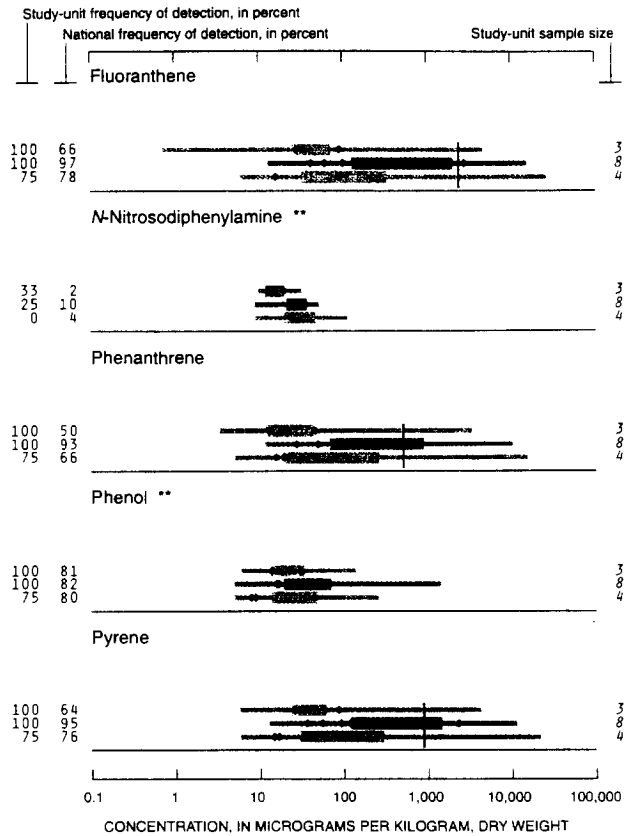 Study-unit frequency of detection, in percent
National frequency of detection, in percent
Study-unit sample size
Fluoranthene
100 66 3
100 97 8
75 78 4
N-Nitrosodiphenylamine **
33 2 3
25 10 8
0 4 4
Phenanthrene
100 50 3
100 93 8
75 66 4
Phenol **
100 81 3
100 82 8
75 80 4
Pyrene
100 64 3
100 95 8
75 76 4
0.1 1 10 100 1,000 10,000 100,000
CONCENTRATION, IN MICROGRAMS PER KILOGRAM, DRY WEIGHT